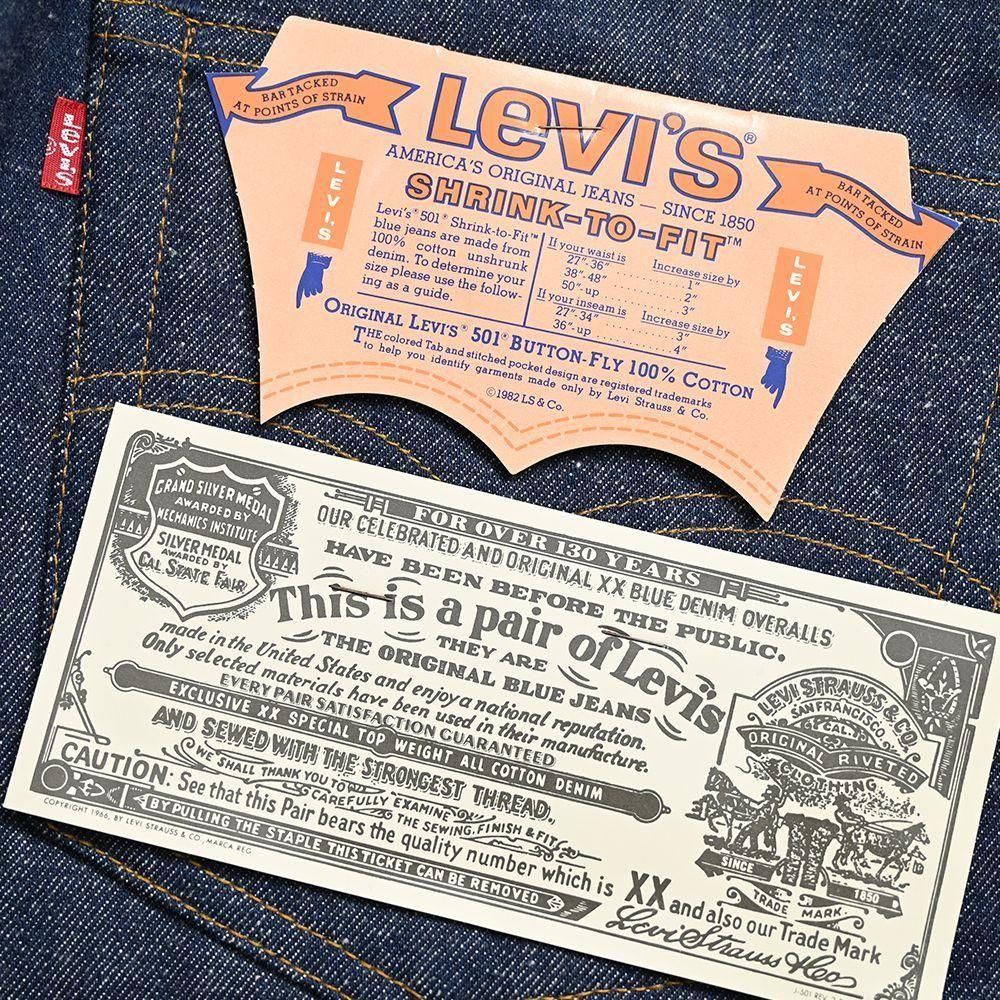 LEVI'S
BAR TACKED
AT POINTS OF STRAIN
LEVI'S®
BAR TACKED
AT POINTS OF STRAIN
AMERICA'S ORIGINAL JEANS — SINCE 1850
SHRINK-TO-FIT™
LEVI'S
LEVI'S
Levi's® 501® Shrink-to-Fit™
blue jeans are made from
100% cotton unshrunk
denim. To determine your
size please use the follow-
ing as a guide.
If your waist is Increase size by
27"-36" .......... 1"
38"-48" .......... 2"
50"-up .......... 3"
If your inseam is Increase size by
27"-34" .......... 3"
36"-up .......... 4"
ORIGINAL LEVI'S® 501® BUTTON-FLY 100% COTTON
THE colored Tab and stitched pocket design are registered trademarks
to help you identify garments made only by Levi Strauss & Co.
©1982 LS & Co.
GRAND SILVER MEDAL
AWARDED BY
MECHANICS INSTITUTE
SILVER MEDAL
AWARDED BY
CAL. STATE FAIR
FOR OVER 130 YEARS
OUR CELEBRATED AND ORIGINAL XX BLUE DENIM OVERALLS
HAVE BEEN BEFORE THE PUBLIC.
This is a pair of Levi's
THEY ARE
THE ORIGINAL BLUE JEANS
made in the United States and enjoy a national reputation.
Only selected materials have been used in their manufacture.
EVERY PAIR SATISFACTION GUARANTEED
EXCLUSIVE XX SPECIAL TOP WEIGHT ALL COTTON DENIM
AND SEWED WITH THE STRONGEST THREAD.
WE SHALL THANK YOU TO
CAREFULLY EXAMINE
THE SEWING, FINISH & FIT
CAUTION: See that this Pair bears the quality number which is XX and also our Trade Mark
BY PULLING THE STAPLE THIS TICKET CAN BE REMOVED
Levi Strauss & Co
COPYRIGHT 1966, BY LEVI STRAUSS & CO., MARCA REG
LEVI STRAUSS & CO.
SAN FRANCISCO
CAL.
ORIGINAL RIVETED
CLOTHING
SINCE 1850
TRADE MARK.
J-501 REV.